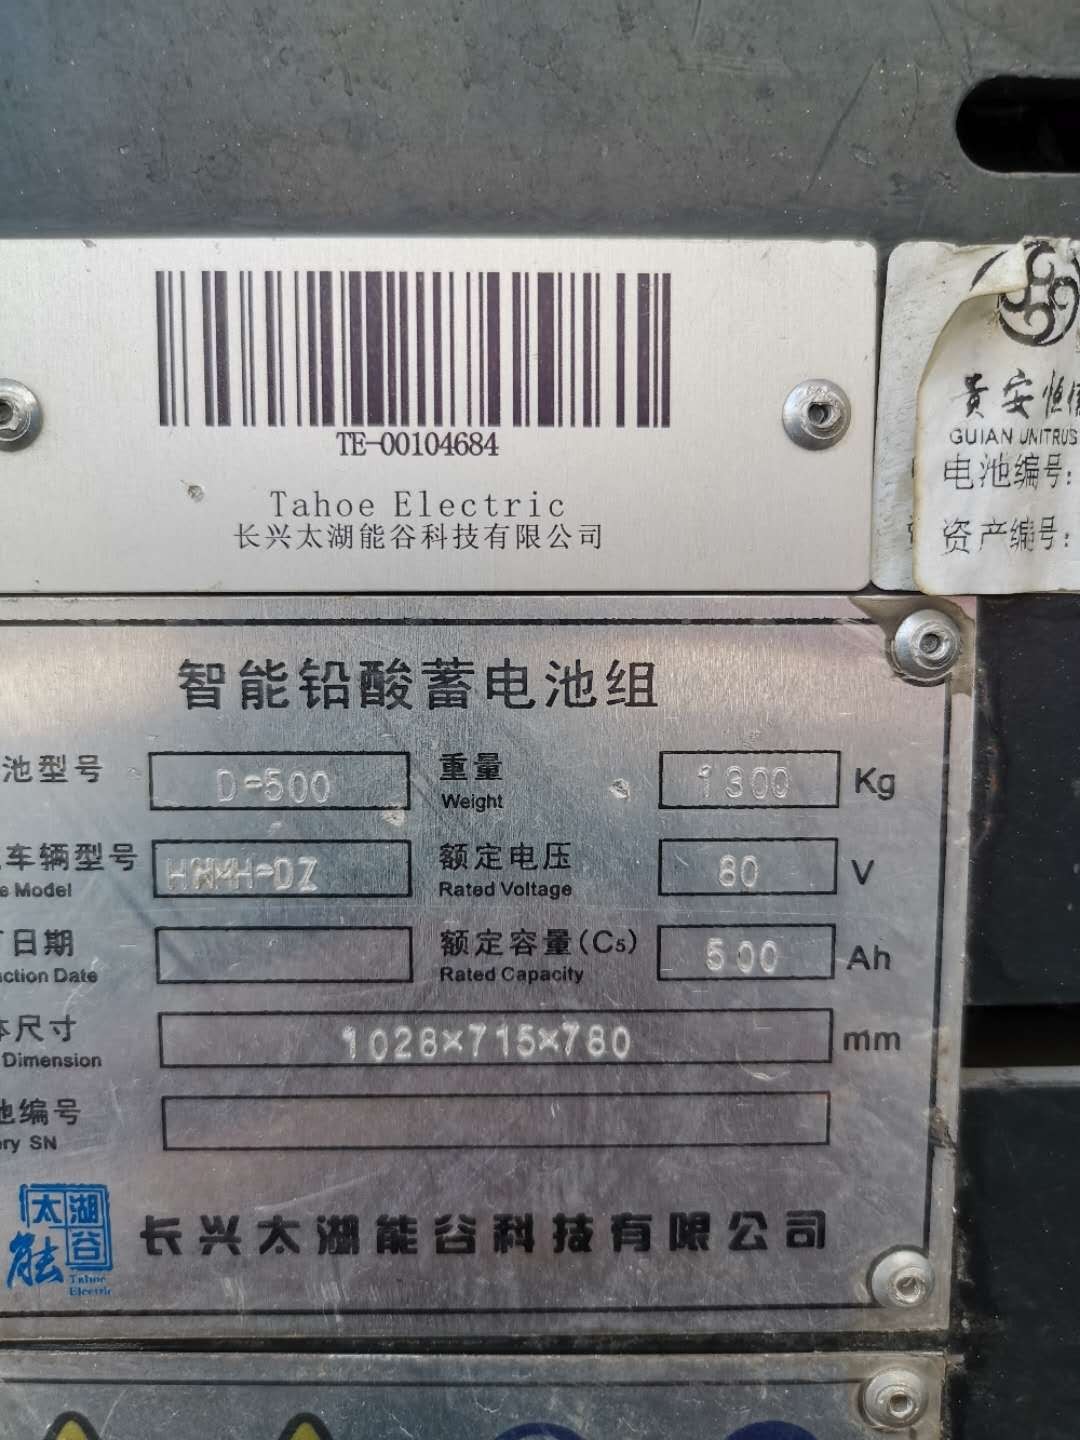 TE-00104684
Tahoe Electric
长兴太湖能谷科技有限公司
贵安恒信
GUIAN UNITRUS
电池编号：
资产编号：
智能铅酸蓄电池组
池型号 D-500 重量 Weight 1300 Kg
车辆型号 Model HNMH-DZ 额定电压 Rated Voltage 80 V
日期 ction Date 额定容量(C5) Rated Capacity 500 Ah
尺寸 Dimension 1028×715×780 mm
编号 ery SN
太湖能谷 Tahoe Electric
长兴太湖能谷科技有限公司